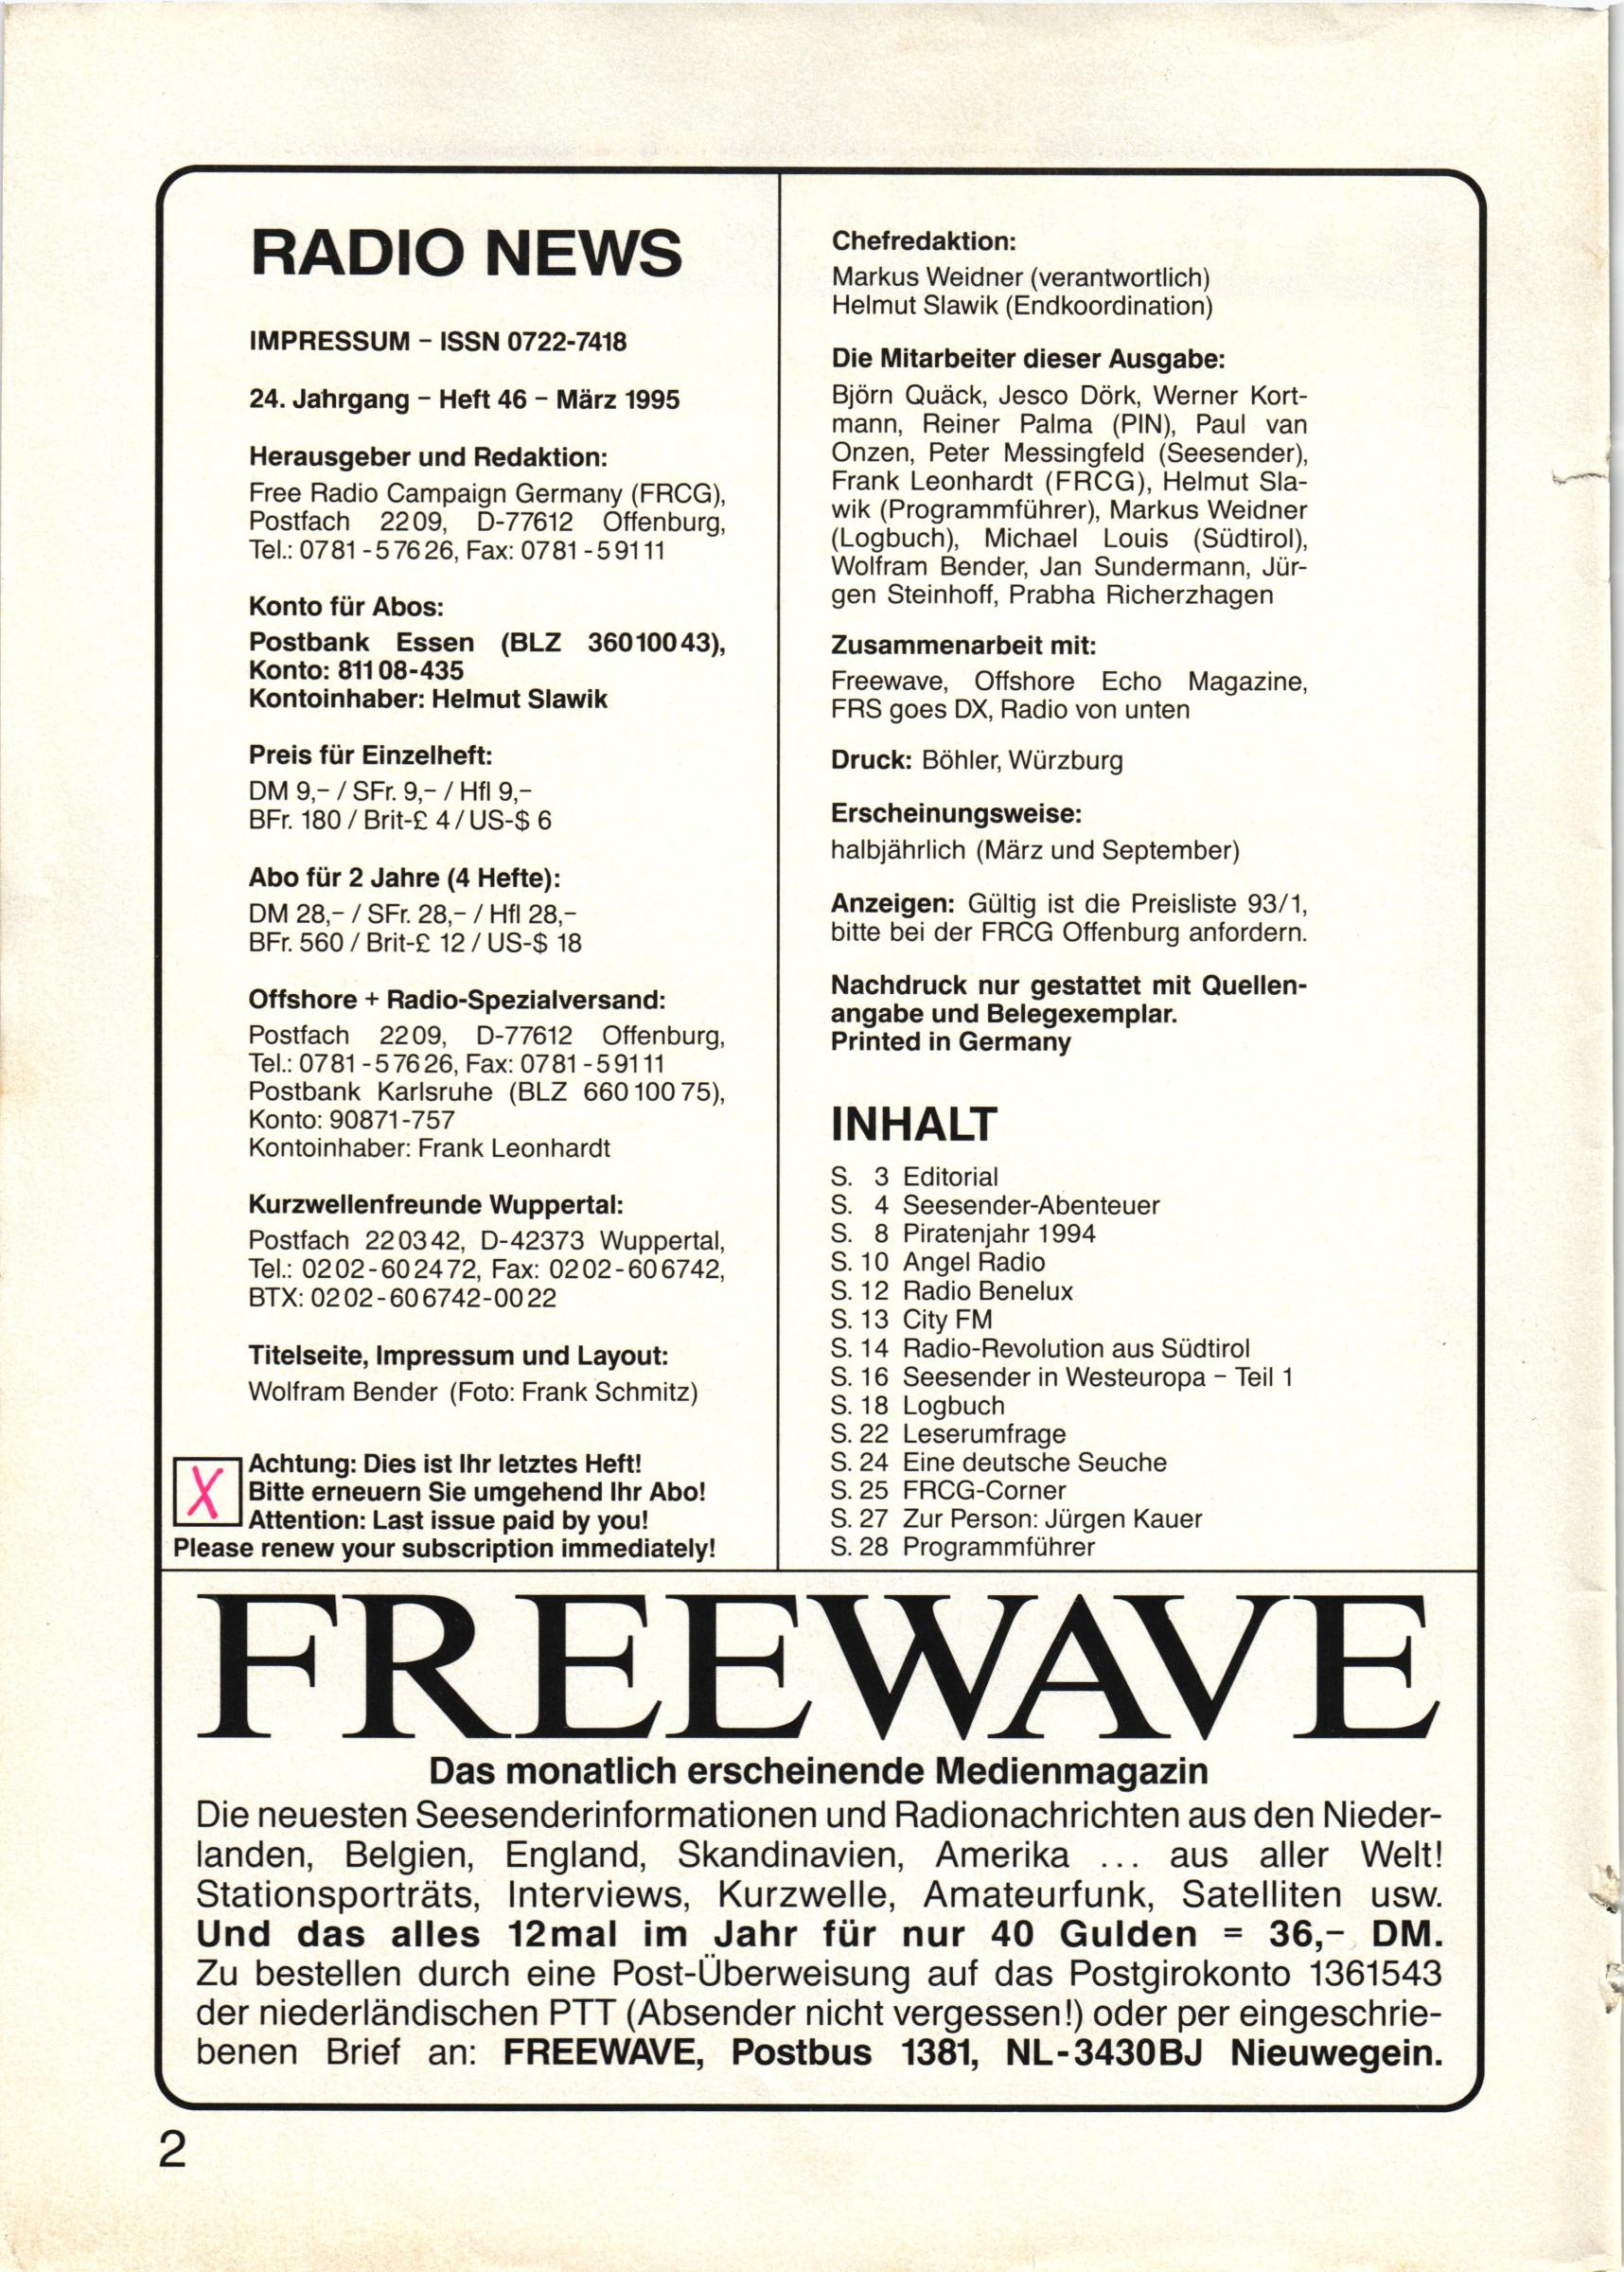 RADIO NEWS
IMPRESSUM – ISSN 0722-7418
24. Jahrgang – Heft 46 – März 1995
Herausgeber und Redaktion:
Free Radio Campaign Germany (FRCG),
Postfach 2209, D-77612 Offenburg,
Tel.: 0781-57626, Fax: 0781-59111
Konto für Abos:
Postbank Essen (BLZ 36010043),
Konto: 81108-435
Kontoinhaber: Helmut Slawik
Preis für Einzelheft:
DM 9,– / SFr. 9,– / Hfl 9,–
BFr. 180 / Brit-£ 4 / US-$ 6
Abo für 2 Jahre (4 Hefte):
DM 28,– / SFr. 28,– / Hfl 28,–
BFr. 560 / Brit-£ 12 / US-$ 18
Offshore + Radio-Spezialversand:
Postfach 2209, D-77612 Offenburg,
Tel.: 0781-57626, Fax: 0781-59111
Postbank Karlsruhe (BLZ 66010075),
Konto: 90871-757
Kontoinhaber: Frank Leonhardt
Kurzwellenfreunde Wuppertal:
Postfach 220342, D-42373 Wuppertal,
Tel.: 0202-602472, Fax: 0202-606742,
BTX: 0202-606742-0022
Titelseite, Impressum und Layout:
Wolfram Bender (Foto: Frank Schmitz)
X
Achtung: Dies ist Ihr letztes Heft!
Bitte erneuern Sie umgehend Ihr Abo!
Attention: Last issue paid by you!
Please renew your subscription immediately!
Chefredaktion:
Markus Weidner (verantwortlich)
Helmut Slawik (Endkoordination)
Die Mitarbeiter dieser Ausgabe:
Björn Quäck, Jesco Dörk, Werner Kort-
mann, Reiner Palma (PIN), Paul van
Onzen, Peter Messingfeld (Seesender),
Frank Leonhardt (FRCG), Helmut Sla-
wik (Programmführer), Markus Weidner
(Logbuch), Michael Louis (Südtirol),
Wolfram Bender, Jan Sundermann, Jür-
gen Steinhoff, Prabha Richerzhagen
Zusammenarbeit mit:
Freewave, Offshore Echo Magazine,
FRS goes DX, Radio von unten
Druck: Böhler, Würzburg
Erscheinungsweise:
halbjährlich (März und September)
Anzeigen: Gültig ist die Preisliste 93/1,
bitte bei der FRCG Offenburg anfordern.
Nachdruck nur gestattet mit Quellen-
angabe und Belegexemplar.
Printed in Germany
INHALT
S. 3 Editorial
S. 4 Seesender-Abenteuer
S. 8 Piratenjahr 1994
S. 10 Angel Radio
S. 12 Radio Benelux
S. 13 City FM
S. 14 Radio-Revolution aus Südtirol
S. 16 Seesender in Westeuropa – Teil 1
S. 18 Logbuch
S. 22 Leserumfrage
S. 24 Eine deutsche Seuche
S. 25 FRCG-Corner
S. 27 Zur Person: Jürgen Kauer
S. 28 Programmführer
FREEWAVE
Das monatlich erscheinende Medienmagazin
Die neuesten Seesenderinformationen und Radionachrichten aus den Nieder-
landen, Belgien, England, Skandinavien, Amerika ... aus aller Welt!
Stationsporträts, Interviews, Kurzwelle, Amateurfunk, Satelliten usw.
Und das alles 12mal im Jahr für nur 40 Gulden = 36,– DM.
Zu bestellen durch eine Post-Überweisung auf das Postgirokonto 1361543
der niederländischen PTT (Absender nicht vergessen!) oder per eingeschrie-
benen Brief an: FREEWAVE, Postbus 1381, NL-3430BJ Nieuwegein.
2